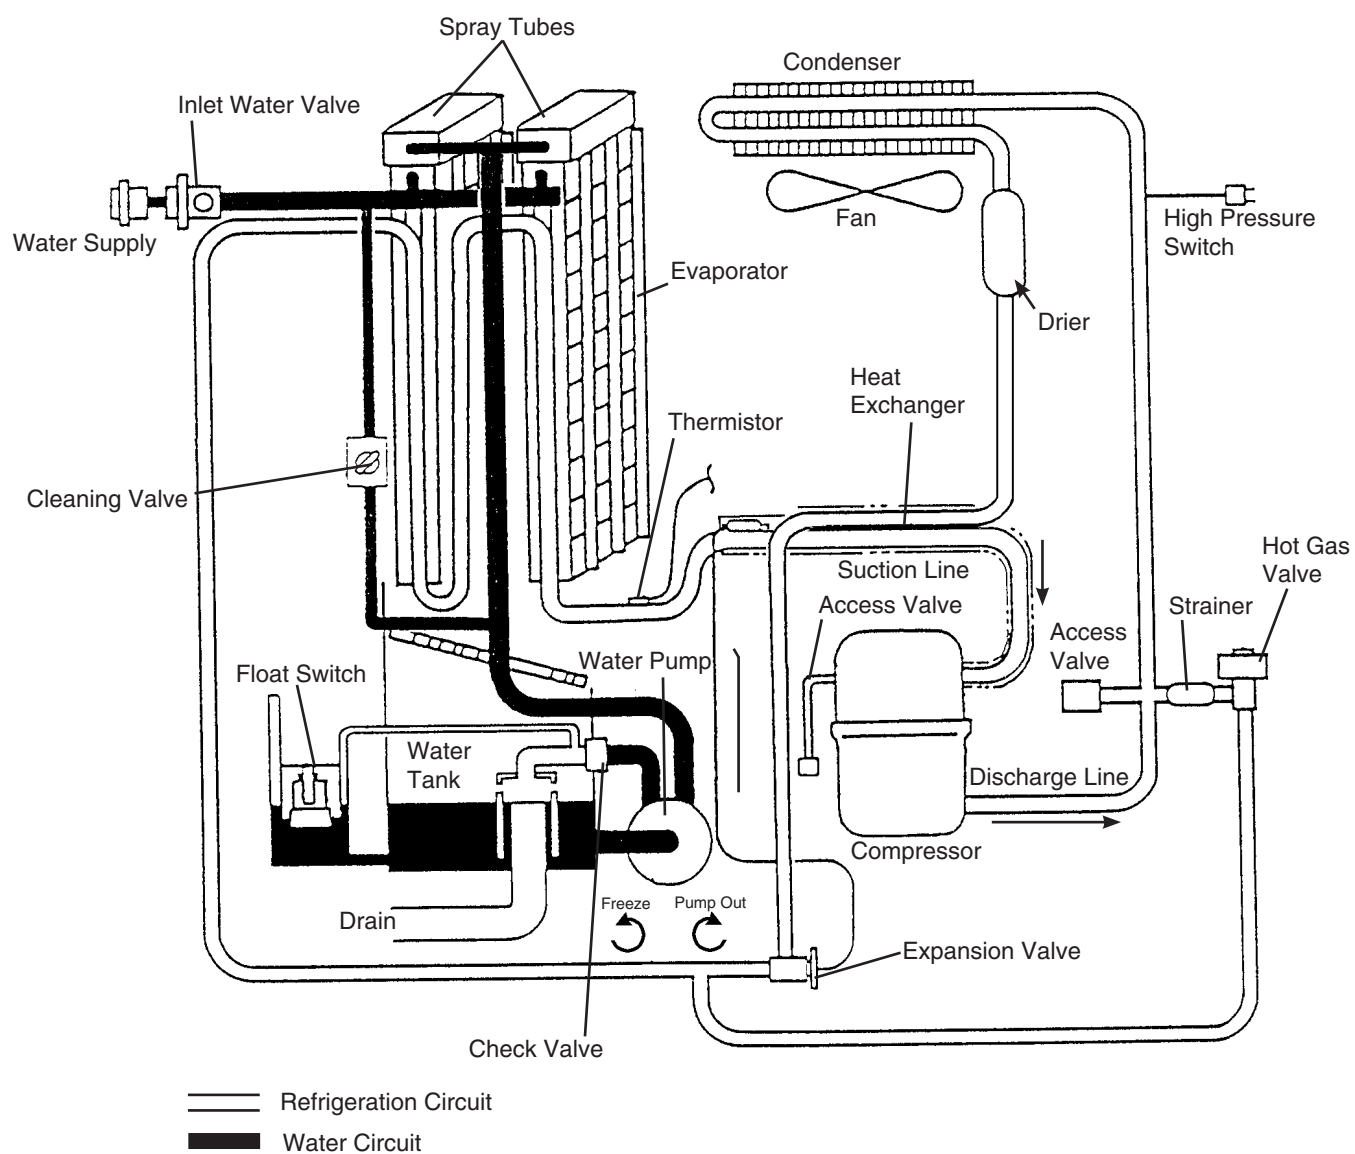 Spray Tubes
Condenser
Inlet Water Valve
Water Supply
Fan
High Pressure
Switch
Evaporator
Drier
Heat
Exchanger
Thermistor
Cleaning Valve
Hot Gas
Valve
Suction Line
Access Valve
Strainer
Access
Valve
Water Pump
Float Switch
Water
Tank
Discharge Line
Compressor
Freeze
Pump Out
Drain
Expansion Valve
Check Valve
Refrigeration Circuit
Water Circuit